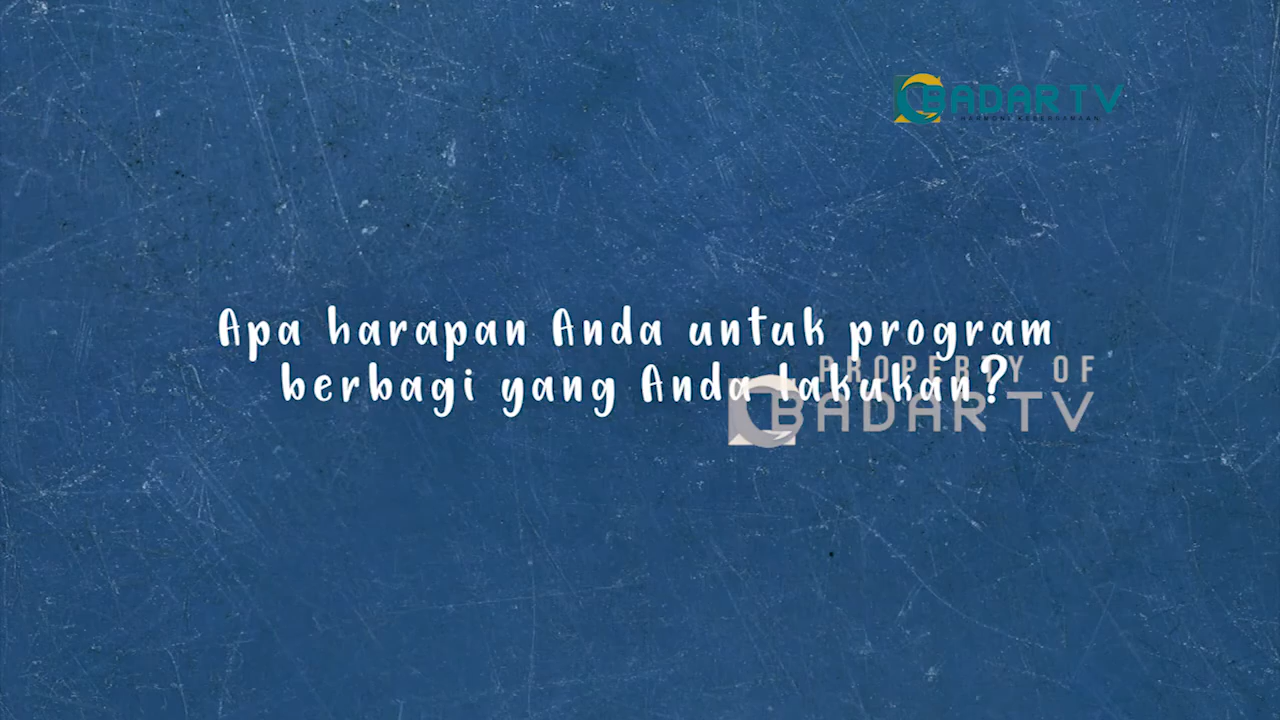 BADAR TV
HARMONI KEBERSAMAAN
Apa harapan Anda untuk program
berbagi yang Anda lakukan?
PROPERTY OF
BADAR TV